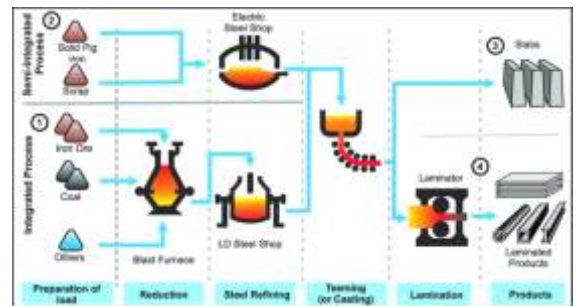 Semi-Integrated
Process
2
Solid Pig
Iron
Scrap
Electric
Steel Shop
3
Slabs
Integrated Process
1
Iron Ore
Coal
Others
Blast Furnace
LD Steel Shop
Laminator
4
Laminated
Products
Preparation of
load
Reduction
Steel Refining
Teeming
(or Casting)
Lamination
Products